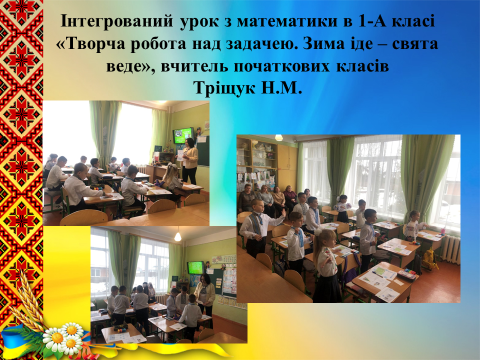 Інтегрований урок з математики в 1-А класі
«Творча робота над задачею. Зима іде – свята
веде», вчитель початкових класів
Тріщук Н.М.